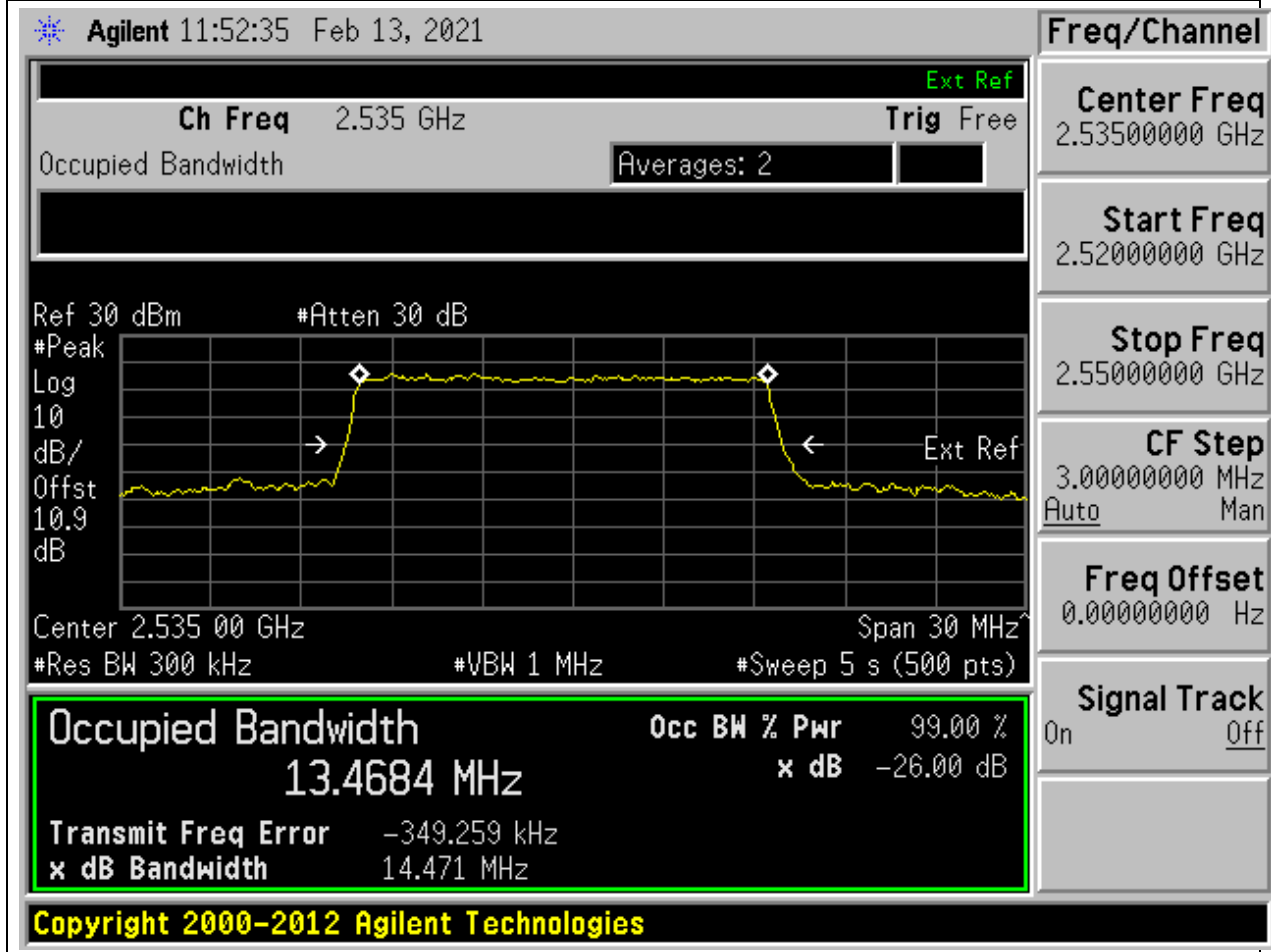 Agilent 11:52:35 Feb 13, 2021
Ext Ref
Ch Freq 2.535 GHz Trig Free
Occupied Bandwidth Averages: 2
Ref 30 dBm #Atten 30 dB
#Peak
Log
10
dB/
Offst
10.9
dB
Ext Ref
Center 2.535 00 GHz Span 30 MHz^
#Res BW 300 kHz #VBW 1 MHz #Sweep 5 s (500 pts)
Occupied Bandwidth
13.4684 MHz
Occ BW % Pwr 99.00 %
x dB -26.00 dB
Transmit Freq Error -349.259 kHz
x dB Bandwidth 14.471 MHz
Copyright 2000-2012 Agilent Technologies
Freq/Channel
Center Freq
2.53500000 GHz
Start Freq
2.52000000 GHz
Stop Freq
2.55000000 GHz
CF Step
3.00000000 MHz
Auto Man
Freq Offset
0.00000000 Hz
Signal Track
On Off